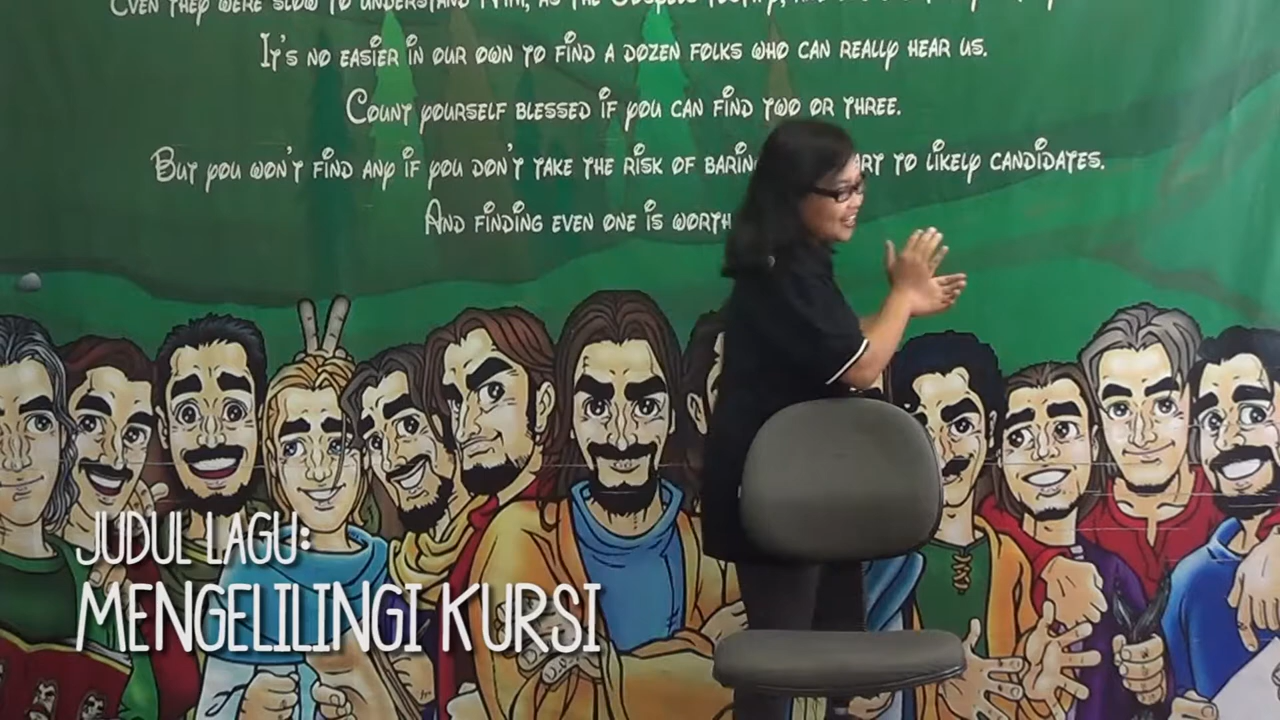 IT'S NO EASIER IN OUR OWN TO FIND A DOZEN FOLKS WHO CAN REALLY HEAR US.
COUNT YOURSELF BLESSED IF YOU CAN FIND TWO OR THREE.
BUT YOU WON'T FIND ANY IF YOU DON'T TAKE THE RISK OF BARIN ART TO LIKELY CANDIDATES.
AND FINDING EVEN ONE IS WORTH
JUDUL LAGU:
MENGELILINGI KURSI